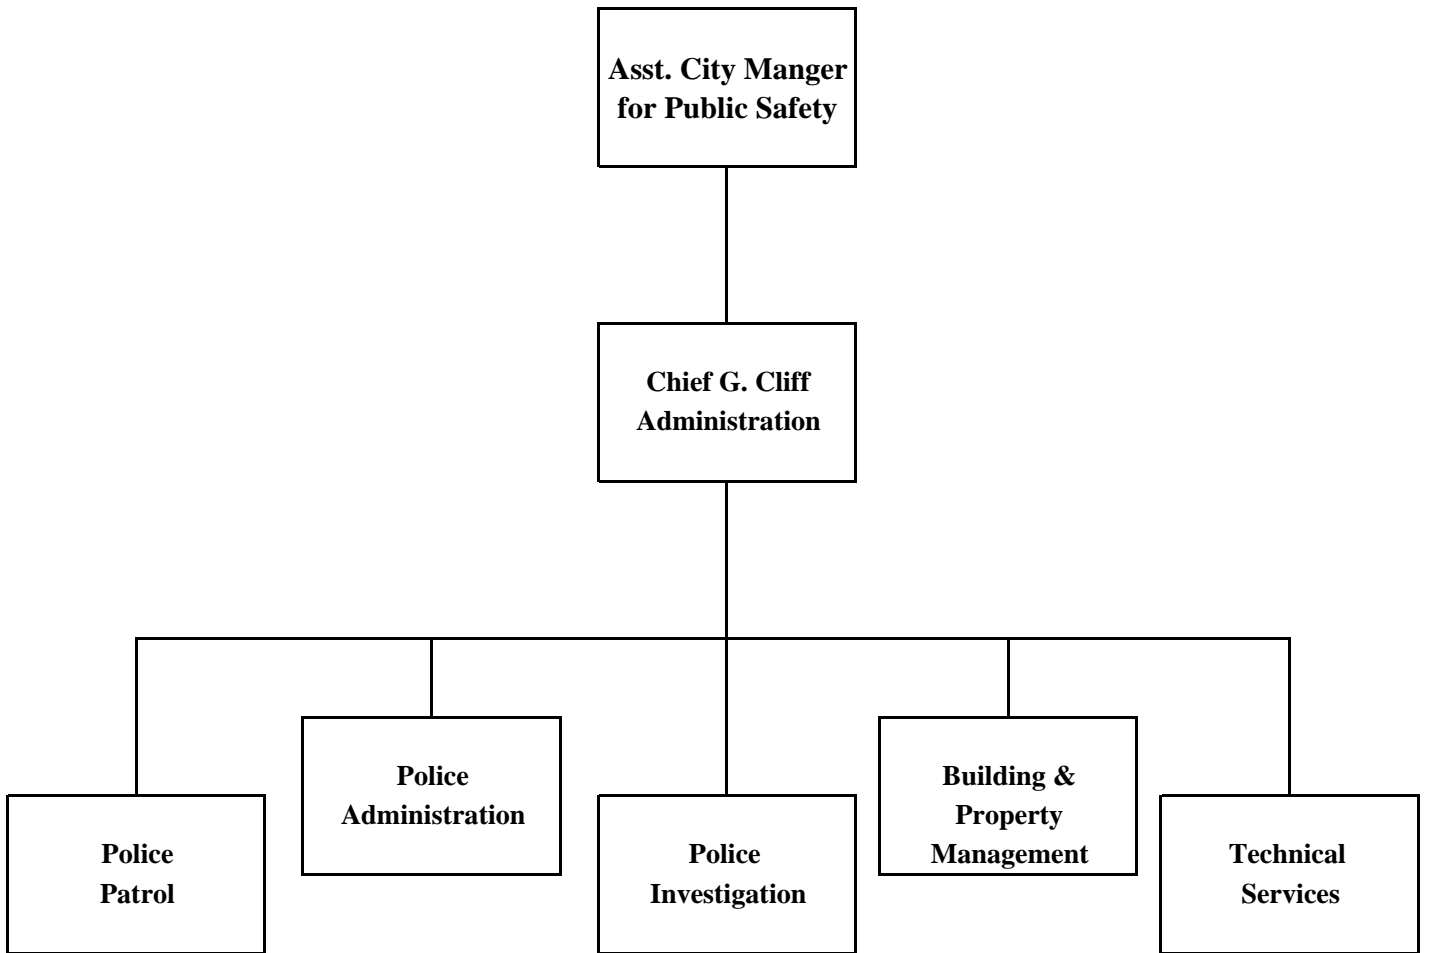 Asst. City Manger
for Public Safety
Chief G. Cliff
Administration
Police
Patrol
Police
Administration
Police
Investigation
Building &
Property
Management
Technical
Services